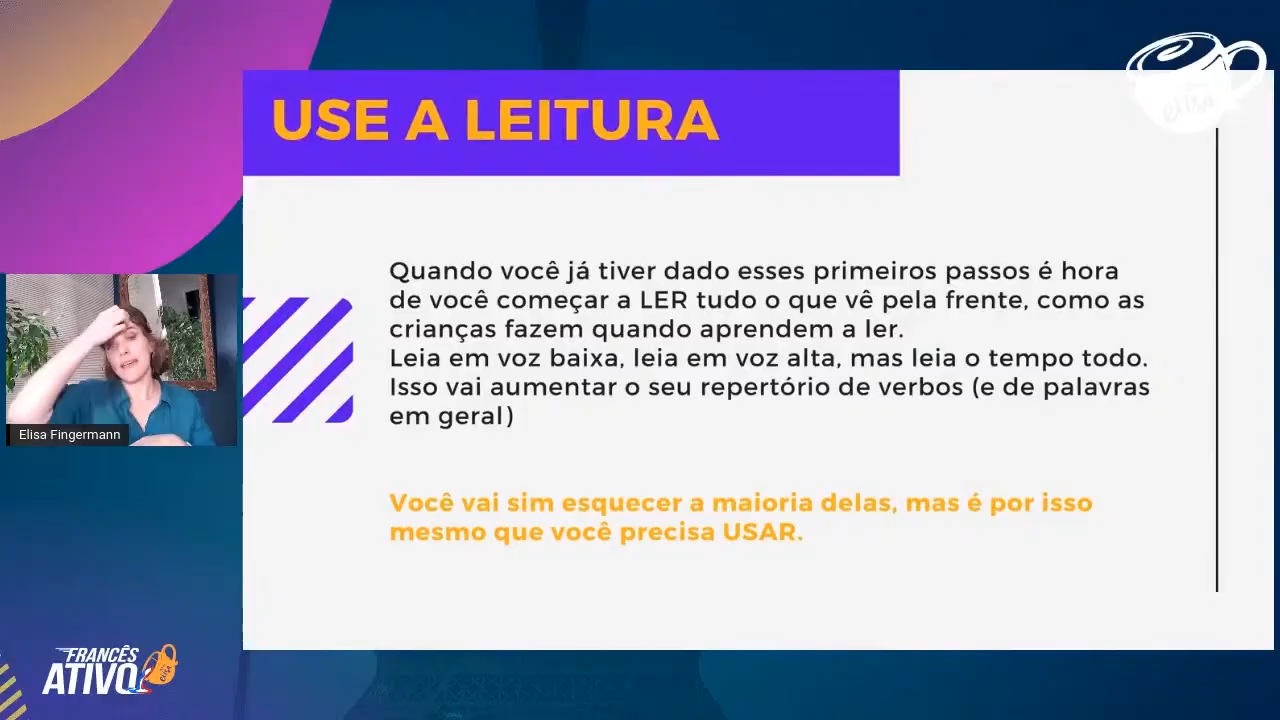 USE A LEITURA
elisa
Quando você já tiver dado esses primeiros passos é hora
de você começar a LER tudo o que vê pela frente, como as
crianças fazem quando aprendem a ler.
Leia em voz baixa, leia em voz alta, mas leia o tempo todo.
Isso vai aumentar o seu repertório de verbos (e de palavras
em geral)
Elisa Fingermann
Você vai sim esquecer a maioria delas, mas é por isso
mesmo que você precisa USAR.
FRANCÊS
ATIVO
elisa